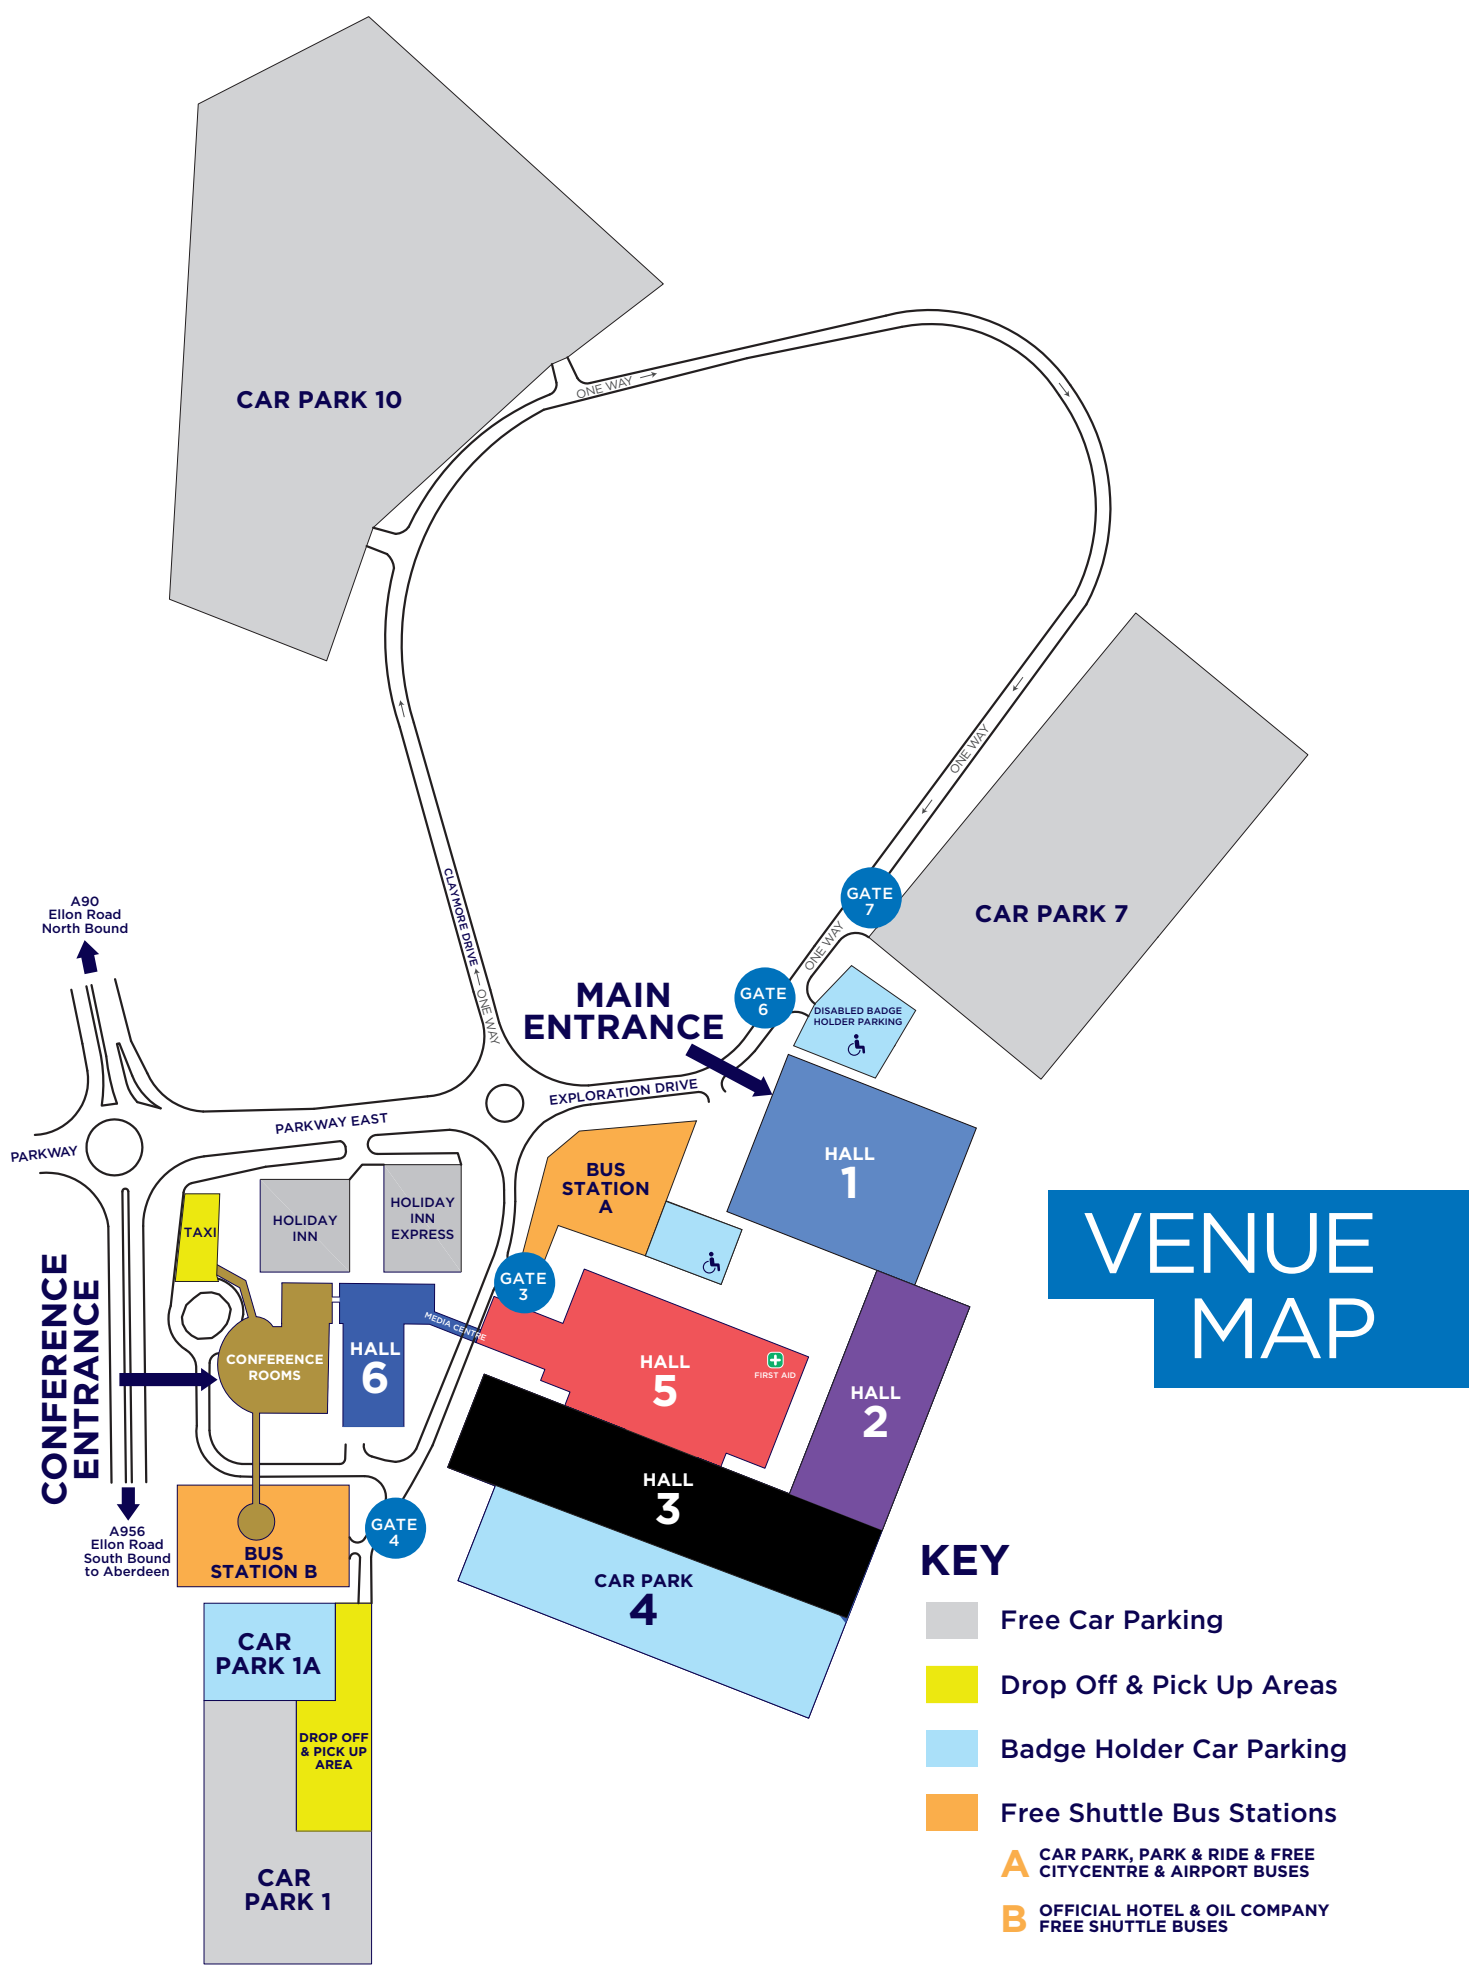 CAR PARK 10
ONE WAY
ONE WAY
ONE WAY
CAR PARK 7
GATE
7
CLAYMORE DRIVE
ONE WAY
A90
Ellon Road
North Bound
GATE
6
MAIN
ENTRANCE
DISABLED BADGE
HOLDER PARKING
EXPLORATION DRIVE
PARKWAY EAST
PARKWAY
HALL
1
BUS
STATION
A
HOLIDAY
INN
EXPRESS
HOLIDAY
INN
TAXI
VENUE
MAP
GATE
3
CONFERENCE
ENTRANCE
MEDIA CENTRE
CONFERENCE
ROOMS
HALL
6
HALL
5
FIRST AID
HALL
2
HALL
3
GATE
4
A956
Ellon Road
South Bound
to Aberdeen
BUS
STATION B
CAR PARK
4
CAR
PARK 1A
DROP OFF
& PICK UP
AREA
CAR
PARK 1
KEY
Free Car Parking
Drop Off & Pick Up Areas
Badge Holder Car Parking
Free Shuttle Bus Stations
A CAR PARK, PARK & RIDE & FREE
CITYCENTRE & AIRPORT BUSES
B OFFICIAL HOTEL & OIL COMPANY
FREE SHUTTLE BUSES